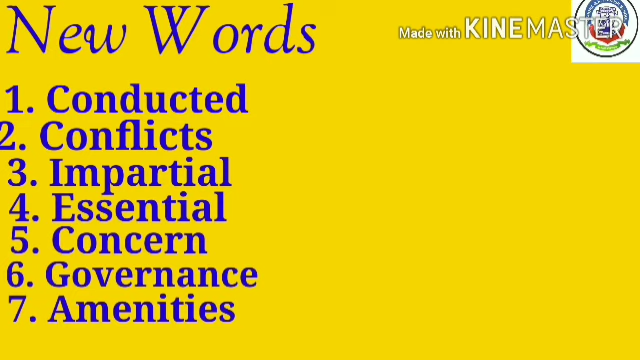 New Words
Made with KINEMASTER
1. Conducted
2. Conflicts
3. Impartial
4. Essential
5. Concern
6. Governance
7. Amenities